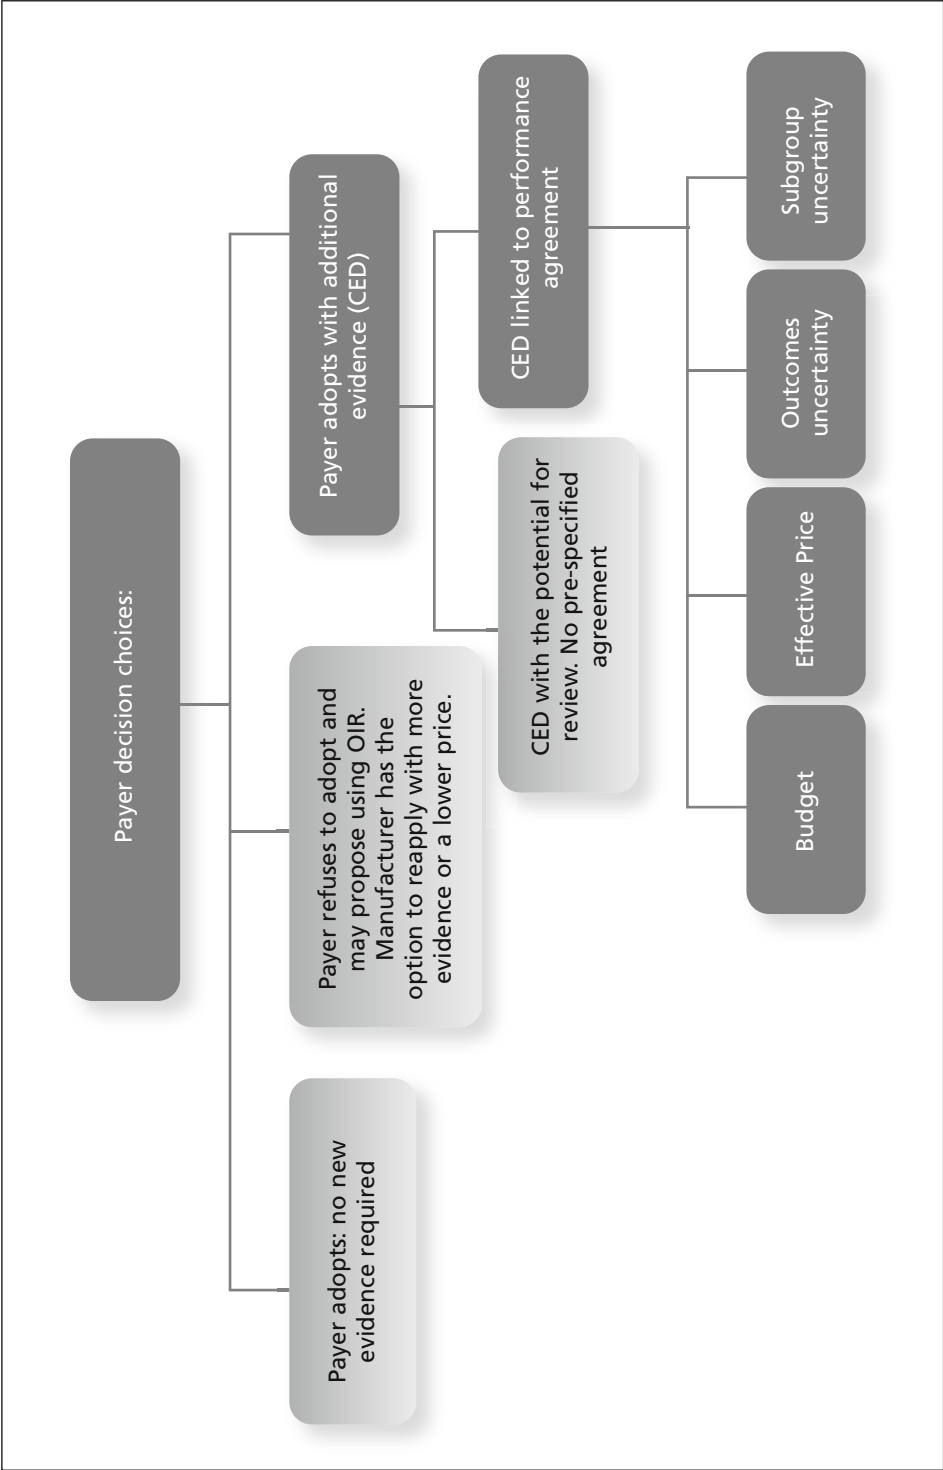 Payer decision choices:
Payer adopts: no new
evidence required
Payer refuses to adopt and
may propose using OIR.
Manufacturer has the
option to reapply with more
evidence or a lower price.
Payer adopts with additional
evidence (CED)
CED with the potential for
review. No pre-specified
agreement
CED linked to performance
agreement
Budget
Effective Price
Outcomes
uncertainty
Subgroup
uncertainty